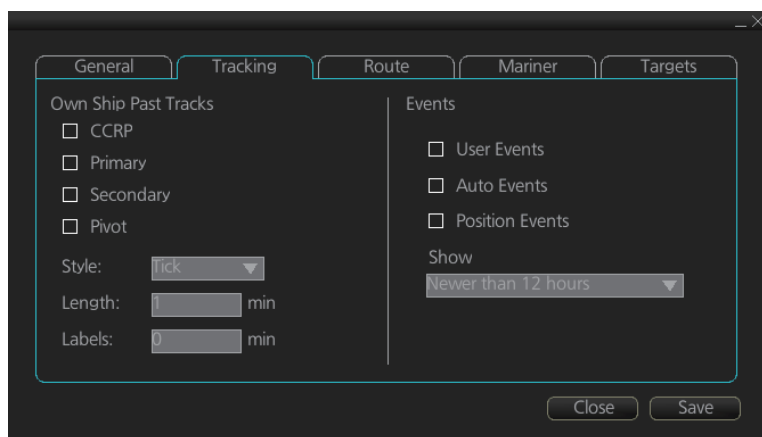 General Tracking Route Mariner Targets
Own Ship Past Tracks
CCRP
Primary
Secondary
Pivot
Style: Tick
Length: 1 min
Labels: 0 min
Events
User Events
Auto Events
Position Events
Show
Newer than 12 hours
Close Save